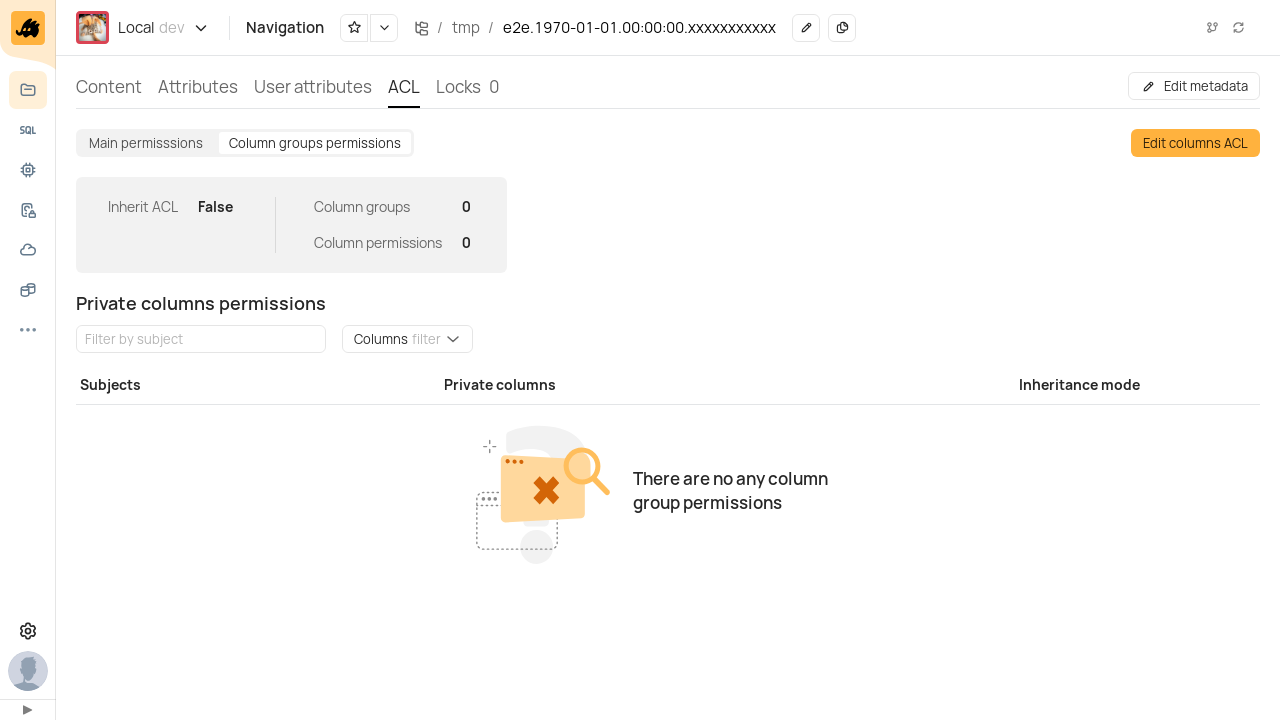 Local dev
Navigation
/ tmp / e2e.1970-01-01.00:00:00.xxxxxxxxxxx
SQL
Content Attributes User attributes ACL Locks 0
Edit metadata
Main permisssions Column groups permissions
Edit columns ACL
Inherit ACL False
Column groups 0
Column permissions 0
Private columns permissions
Filter by subject
Columns filter
Subjects Private columns Inheritance mode
There are no any column
group permissions